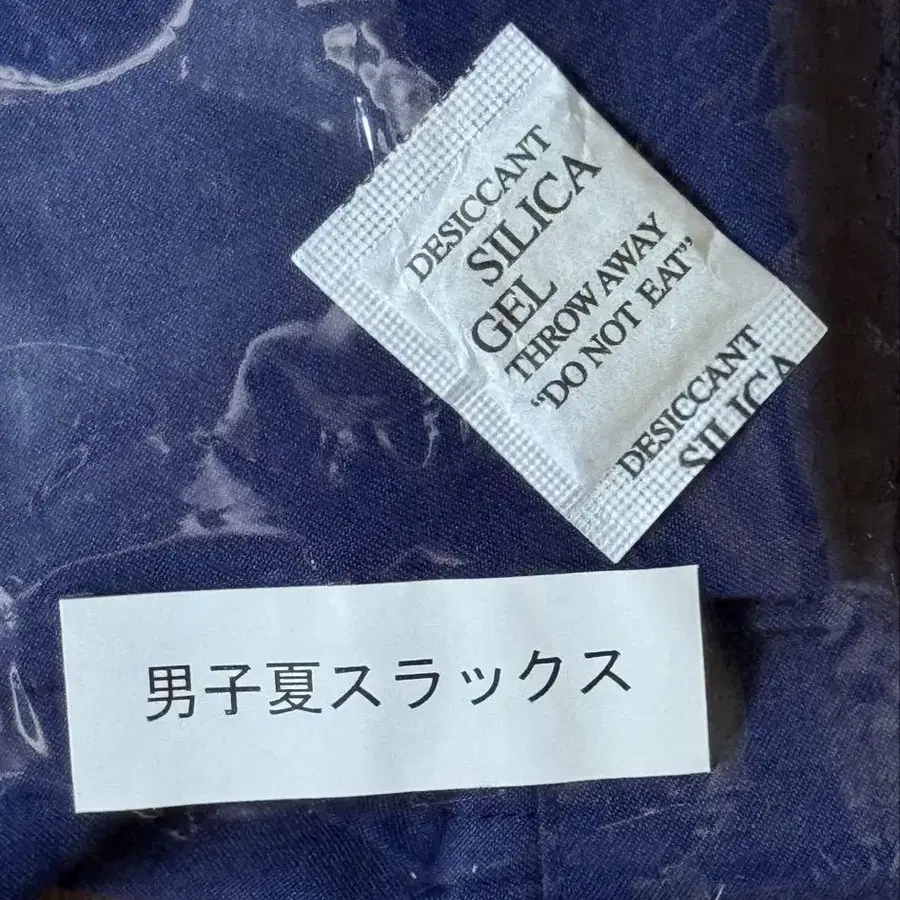 DESICCANT
SILICA
GEL
THROW AWAY
"DO NOT EAT"
DESICCANT
SILICA
男子夏スラックス